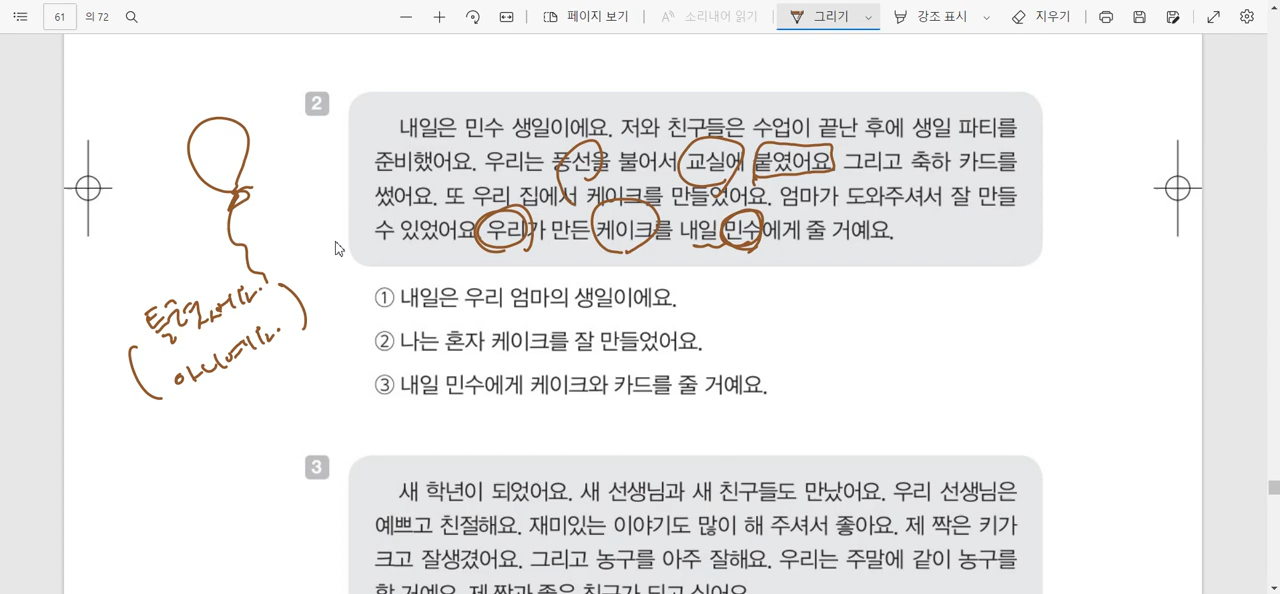 61 의 72 페이지 보기 소리내어 읽기 그리기 강조 표시 지우기
2
내일은 민수 생일이에요. 저와 친구들은 수업이 끝난 후에 생일 파티를
준비했어요. 우리는 풍선을 불어서 교실에 붙였어요. 그리고 축하 카드를
썼어요. 또 우리 집에서 케이크를 만들었어요. 엄마가 도와주셔서 잘 만들
수 있었어요. 우리가 만든 케이크를 내일 민수에게 줄 거예요.
① 내일은 우리 엄마의 생일이에요.
② 나는 혼자 케이크를 잘 만들었어요.
③ 내일 민수에게 케이크와 카드를 줄 거예요.
3
새 학년이 되었어요. 새 선생님과 새 친구들도 만났어요. 우리 선생님은
예쁘고 친절해요. 재미있는 이야기도 많이 해 주셔서 좋아요. 제 짝은 키가
크고 잘생겼어요. 그리고 농구를 아주 잘해요. 우리는 주말에 같이 농구를
할 거예요. 제 짝과 좋은 친구가 되고 싶어요.